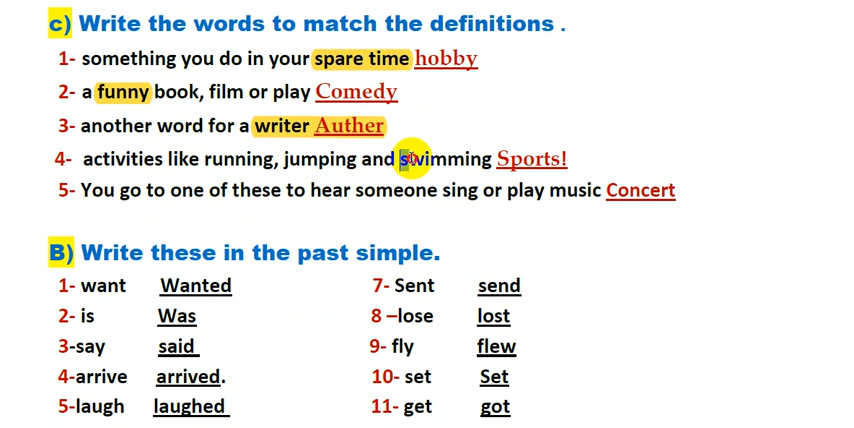 c) Write the words to match the definitions .
1- something you do in your spare time hobby
2- a funny book, film or play Comedy
3- another word for a writer Auther
4- activities like running, jumping and swimming Sports!
5- You go to one of these to hear someone sing or play music Concert
B) Write these in the past simple.
1- want Wanted
2- is Was
3-say said
4-arrive arrived.
5-laugh laughed
7- Sent send
8 –lose lost
9- fly flew
10- set Set
11- get got